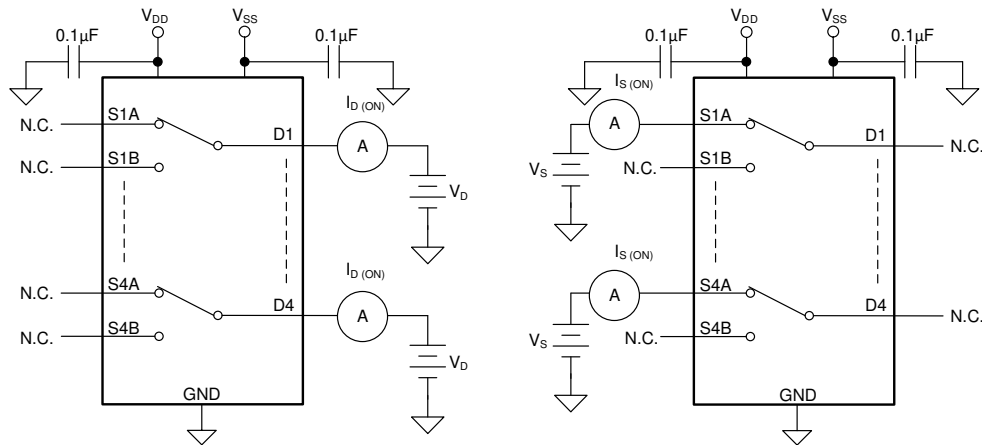 V_DD V_SS
0.1µF 0.1µF
I_D (ON)
N.C. S1A D1 A
N.C. S1B
V_D
I_D (ON)
N.C. S4A D4 A
N.C. S4B
V_D
GND
V_DD V_SS
0.1µF 0.1µF
I_S (ON)
A S1A D1 N.C.
V_S N.C. S1B
I_S (ON)
A S4A D4 N.C.
V_S N.C. S4B
GND